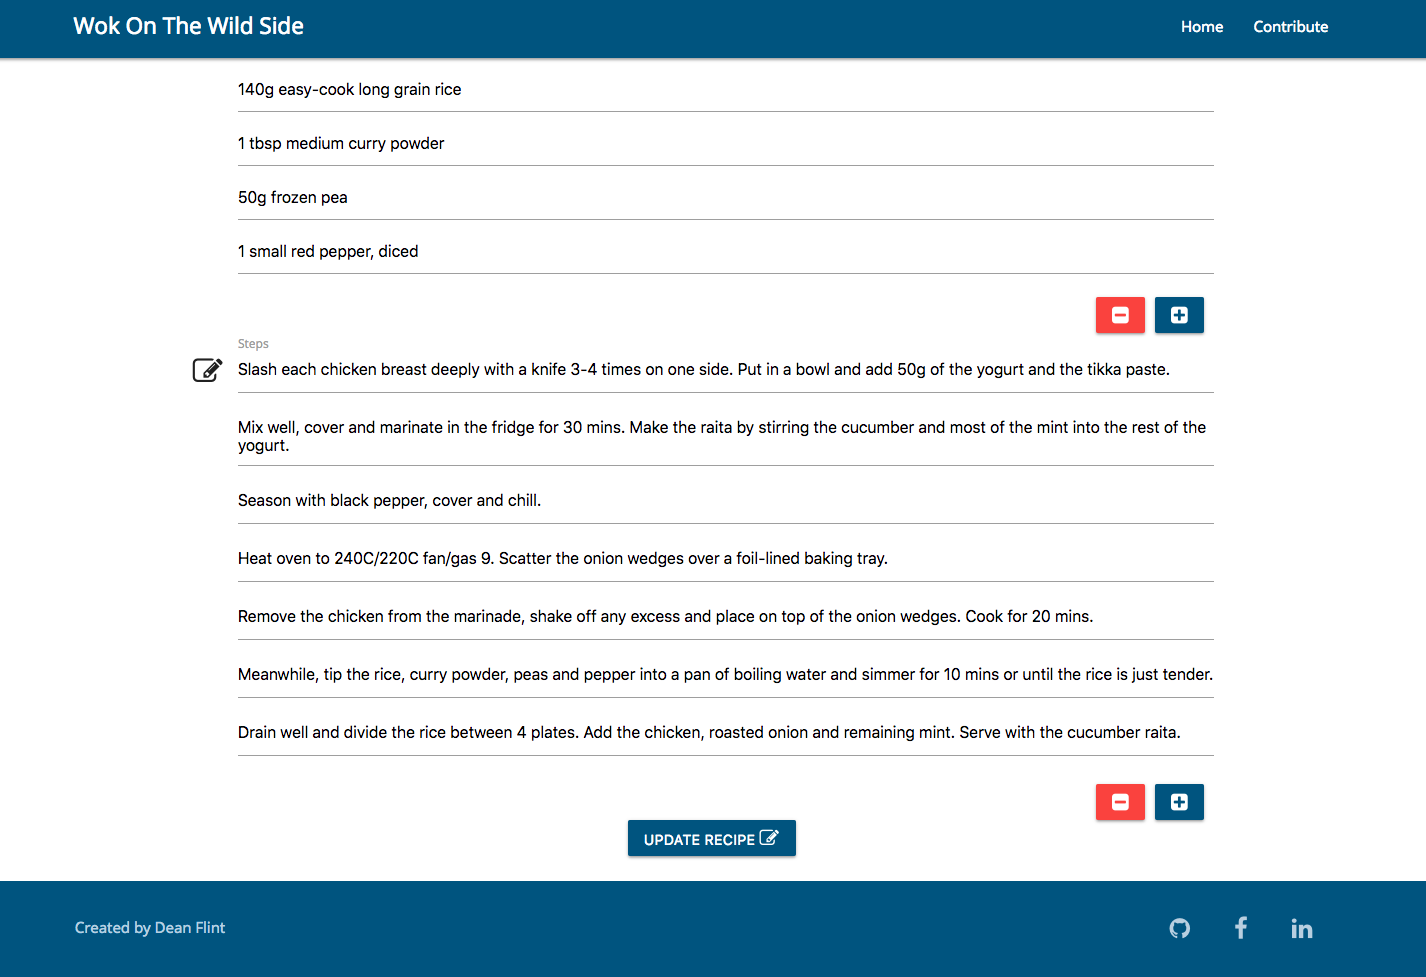 Wok On The Wild Side
Home Contribute
140g easy-cook long grain rice
1 tbsp medium curry powder
50g frozen pea
1 small red pepper, diced
Steps
Slash each chicken breast deeply with a knife 3-4 times on one side. Put in a bowl and add 50g of the yogurt and the tikka paste.
Mix well, cover and marinate in the fridge for 30 mins. Make the raita by stirring the cucumber and most of the mint into the rest of the
yogurt.
Season with black pepper, cover and chill.
Heat oven to 240C/220C fan/gas 9. Scatter the onion wedges over a foil-lined baking tray.
Remove the chicken from the marinade, shake off any excess and place on top of the onion wedges. Cook for 20 mins.
Meanwhile, tip the rice, curry powder, peas and pepper into a pan of boiling water and simmer for 10 mins or until the rice is just tender.
Drain well and divide the rice between 4 plates. Add the chicken, roasted onion and remaining mint. Serve with the cucumber raita.
UPDATE RECIPE
Created by Dean Flint